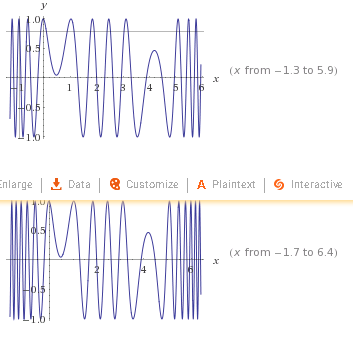 y
1.0
0.5
−1 1 2 3 4 5 6 x (x from −1.3 to 5.9)
−0.5
−1.0
Enlarge Data Customize A Plaintext Interactive
1.0
0.5
2 4 6 x (x from −1.7 to 6.4)
−0.5
−1.0